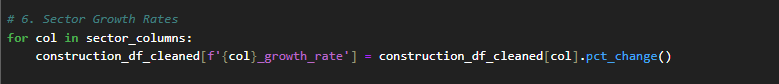 # 6. Sector Growth Rates
for col in sector_columns:
    construction_df_cleaned[f'{col}_growth_rate'] = construction_df_cleaned[col].pct_change()